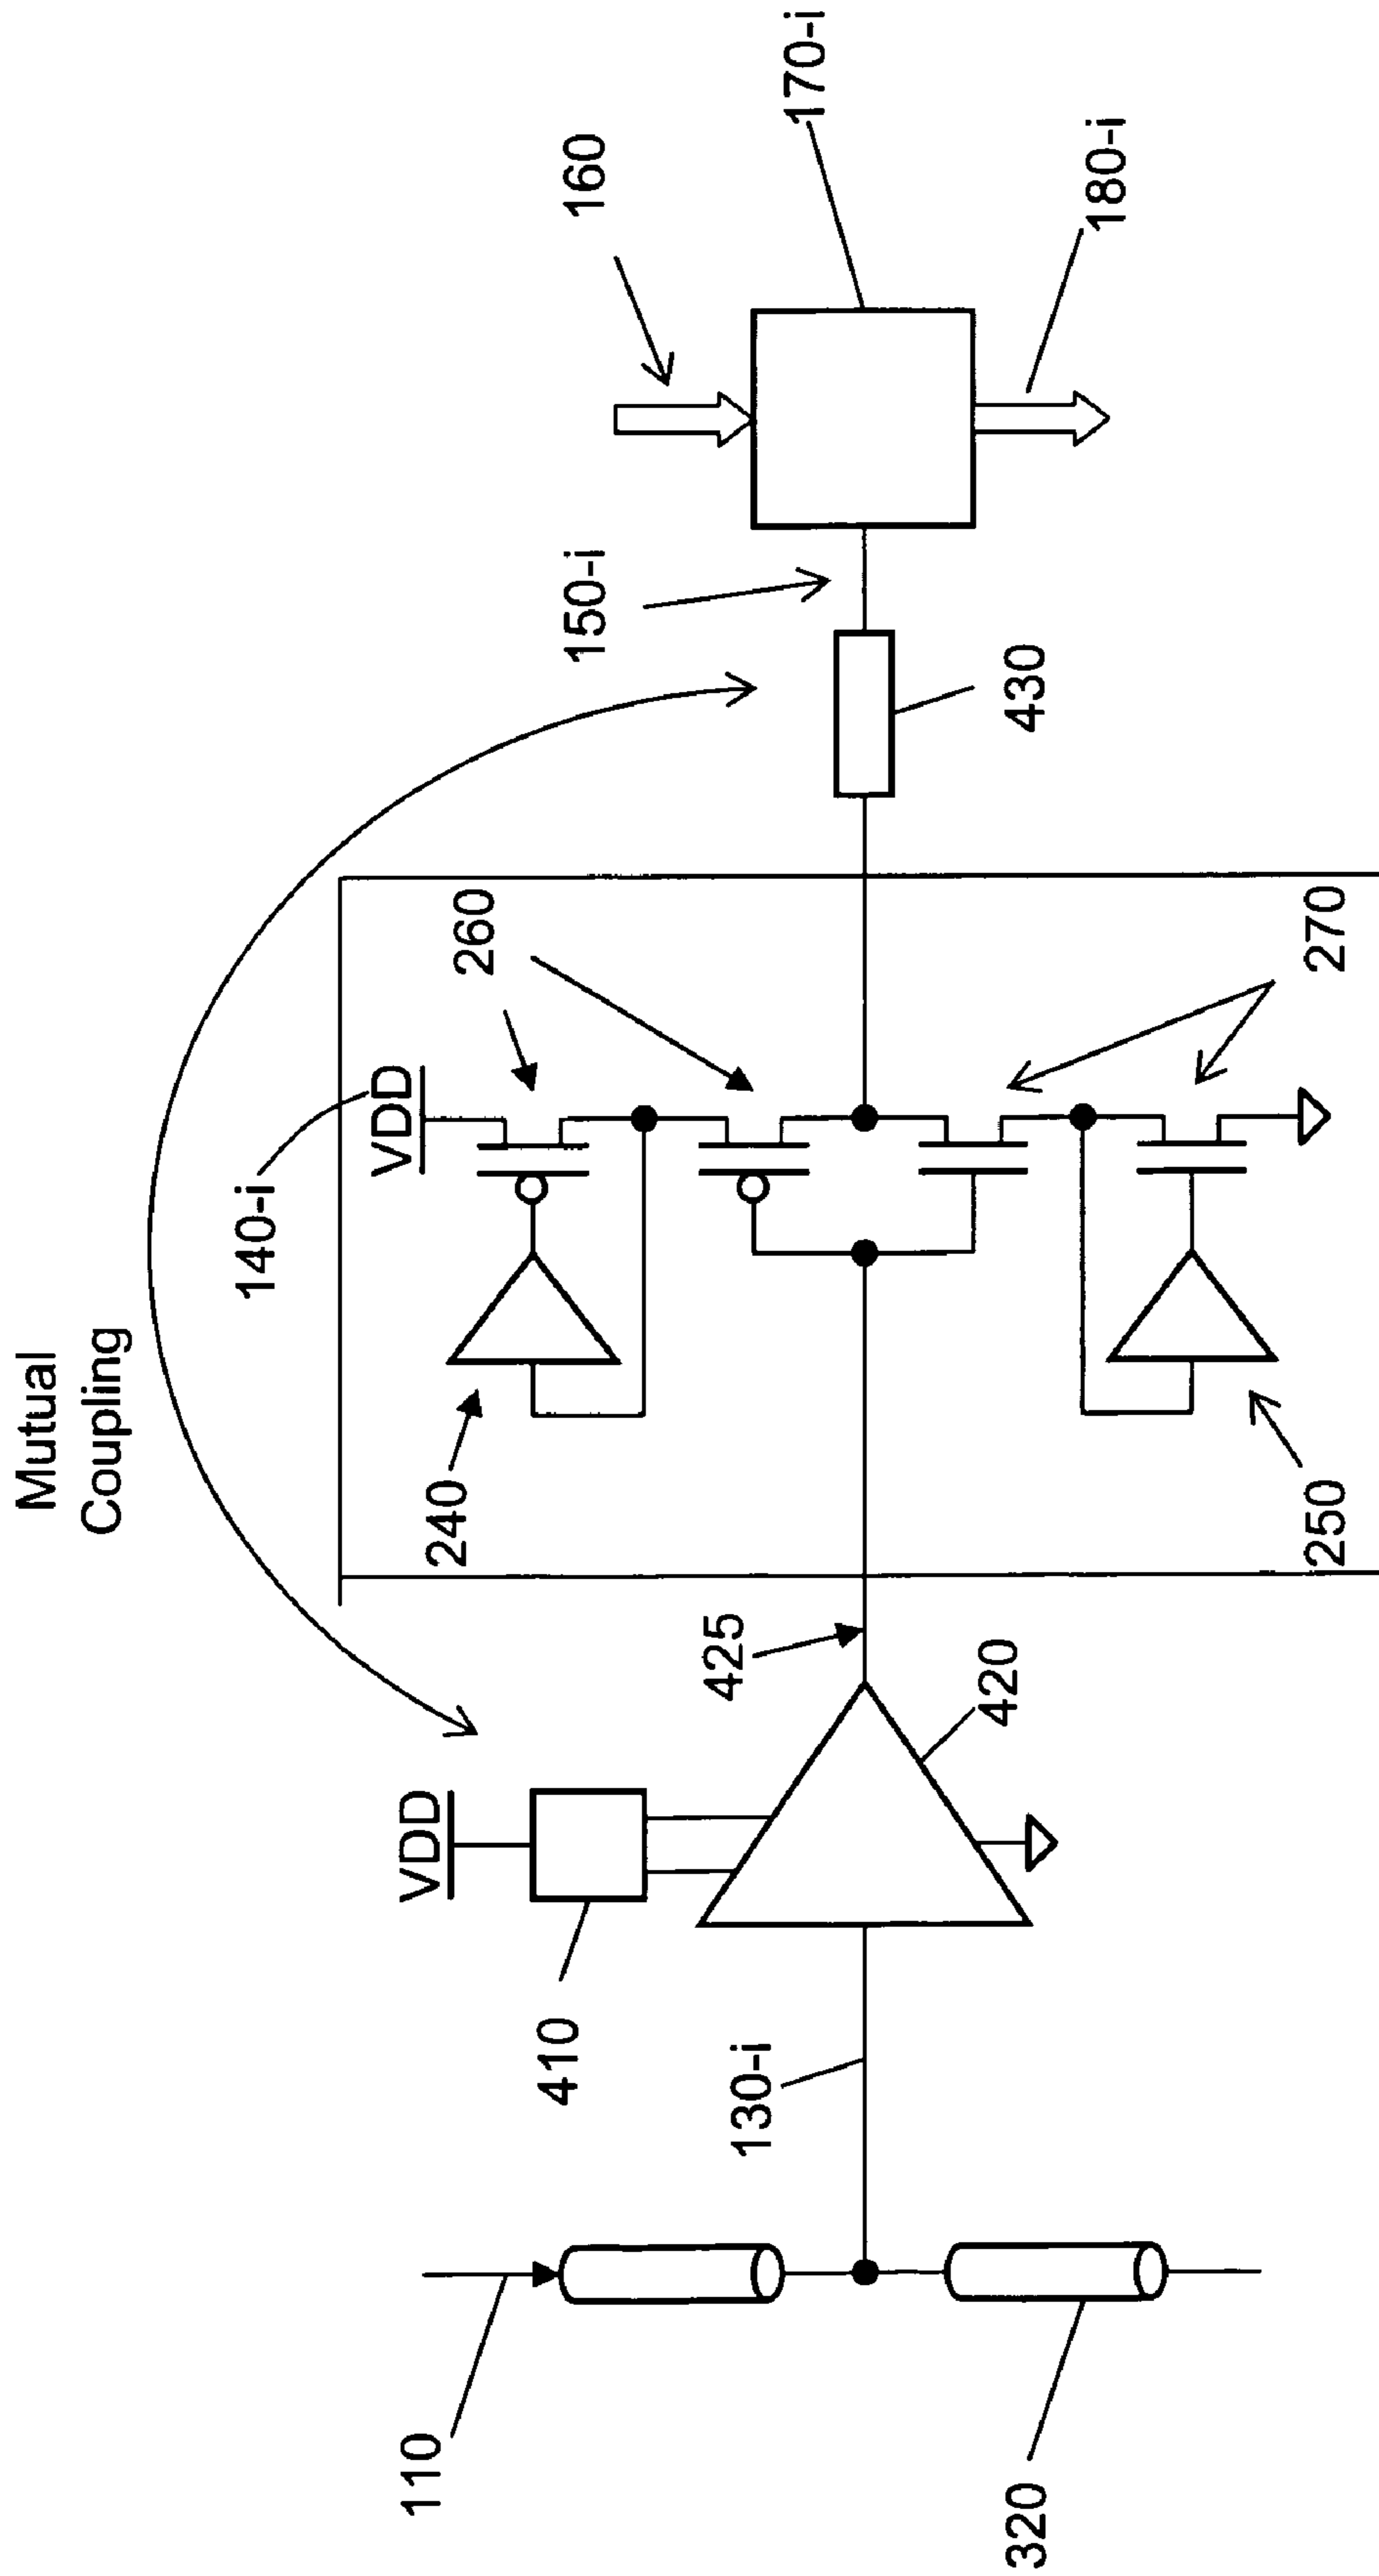 Mutual
Coupling
140-i
VDD
VDD
410
240
260
160
110
130-i
425
150-i
170-i
420
430
180-i
320
250
270